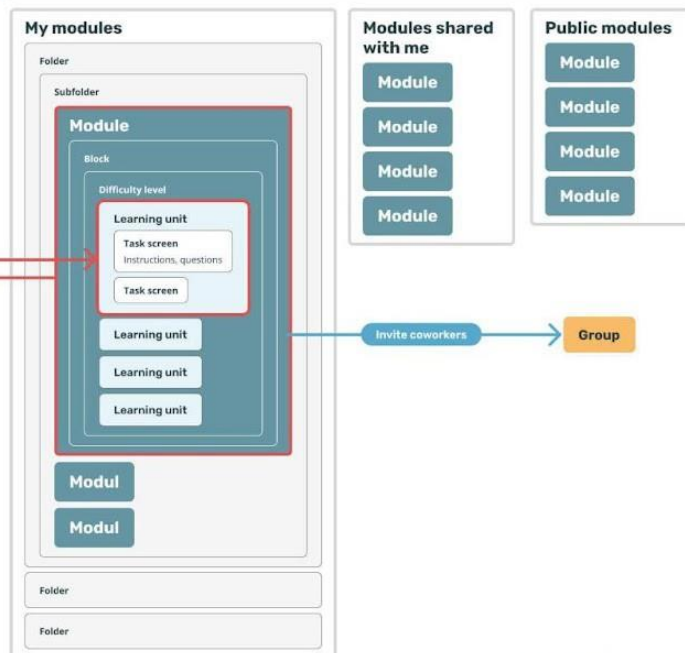 My modules
Folder
Subfolder
Module
Block
Difficulty level
Learning unit
Task screen
Instructions, questions
Task screen
Learning unit
Learning unit
Learning unit
Modul
Modul
Folder
Folder
Modules shared
with me
Module
Module
Module
Module
Public modules
Module
Module
Module
Module
Invite coworkers
Group